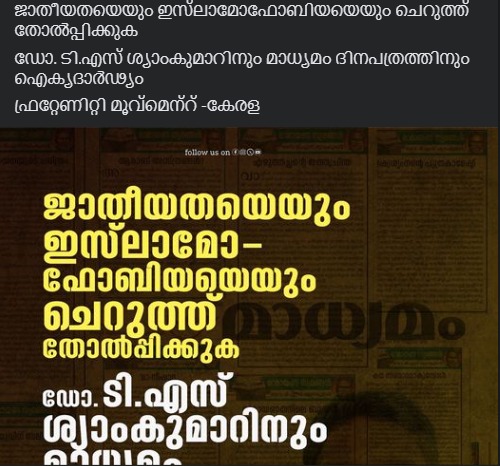 ജാതീയതയെയും ഇസ്‌ലാമോഫോബിയയെയും ചെറുത്ത്
തോൽപ്പിക്കുക
ഡോ. ടി.എസ് ശ്യാംകുമാറിനും മാധ്യമം ദിനപത്രത്തിനും
ഐക്യദാർഢ്യം
ഫ്രറ്റേണിറ്റി മൂവ്മെന്റ് -കേരള
follow us on
ജാതീയതയെയും
ഇസ്‌ലാമോ-
ഫോബിയയെയും
ചെറുത്ത്
തോൽപ്പിക്കുക
മാധ്യമം
ഡോ. ടി.എസ്
ശ്യാംകുമാറിനും
മാധ്യമം